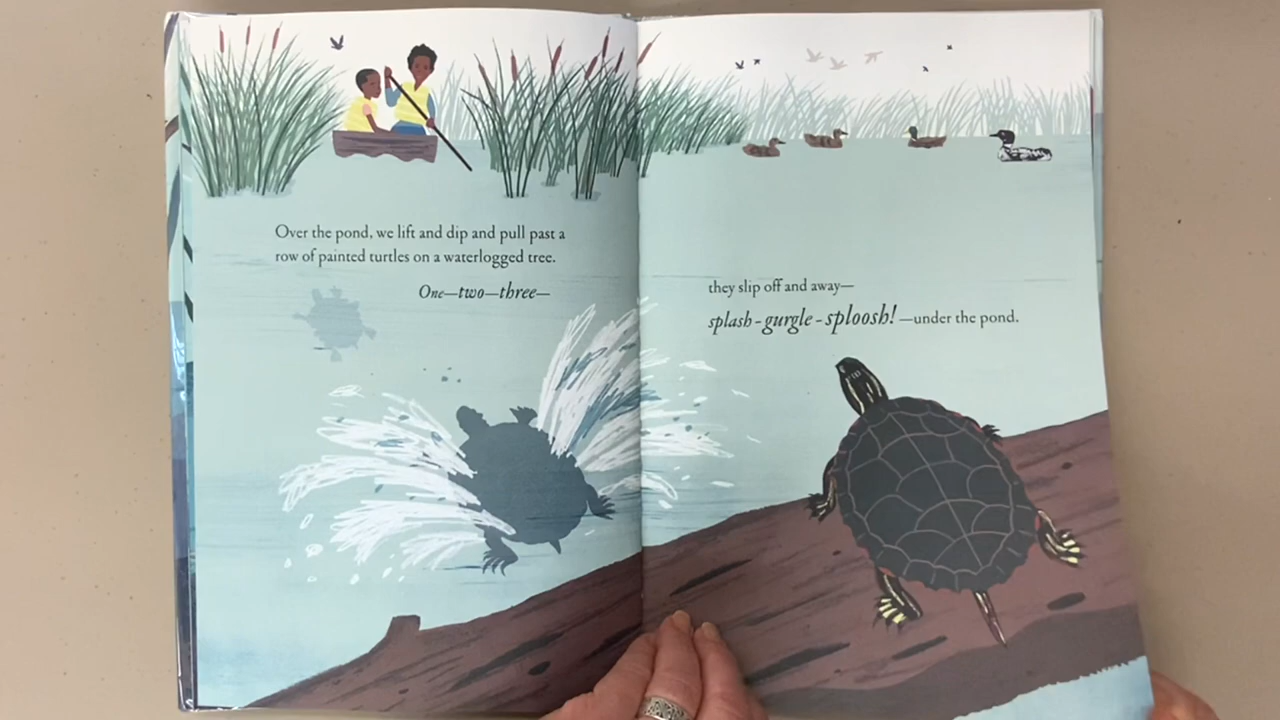 Over the pond, we lift and dip and pull past a
row of painted turtles on a waterlogged tree.
One—two—three—
they slip off and away—
splash - gurgle - sploosh! —under the pond.